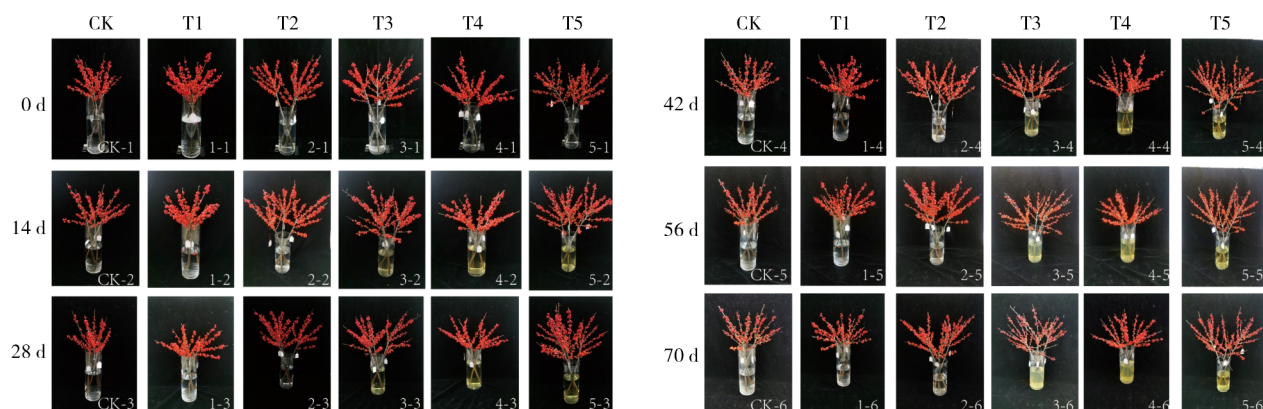 CK T1 T2 T3 T4 T5
0 d
CK-1 1-1 2-1 3-1 4-1 5-1
14 d
CK-2 1-2 2-2 3-2 4-2 5-2
28 d
CK-3 1-3 2-3 3-3 4-3 5-3
CK T1 T2 T3 T4 T5
42 d
CK-4 1-4 2-4 3-4 4-4 5-4
56 d
CK-5 1-5 2-5 3-5 4-5 5-5
70 d
CK-6 1-6 2-6 3-6 4-6 5-6